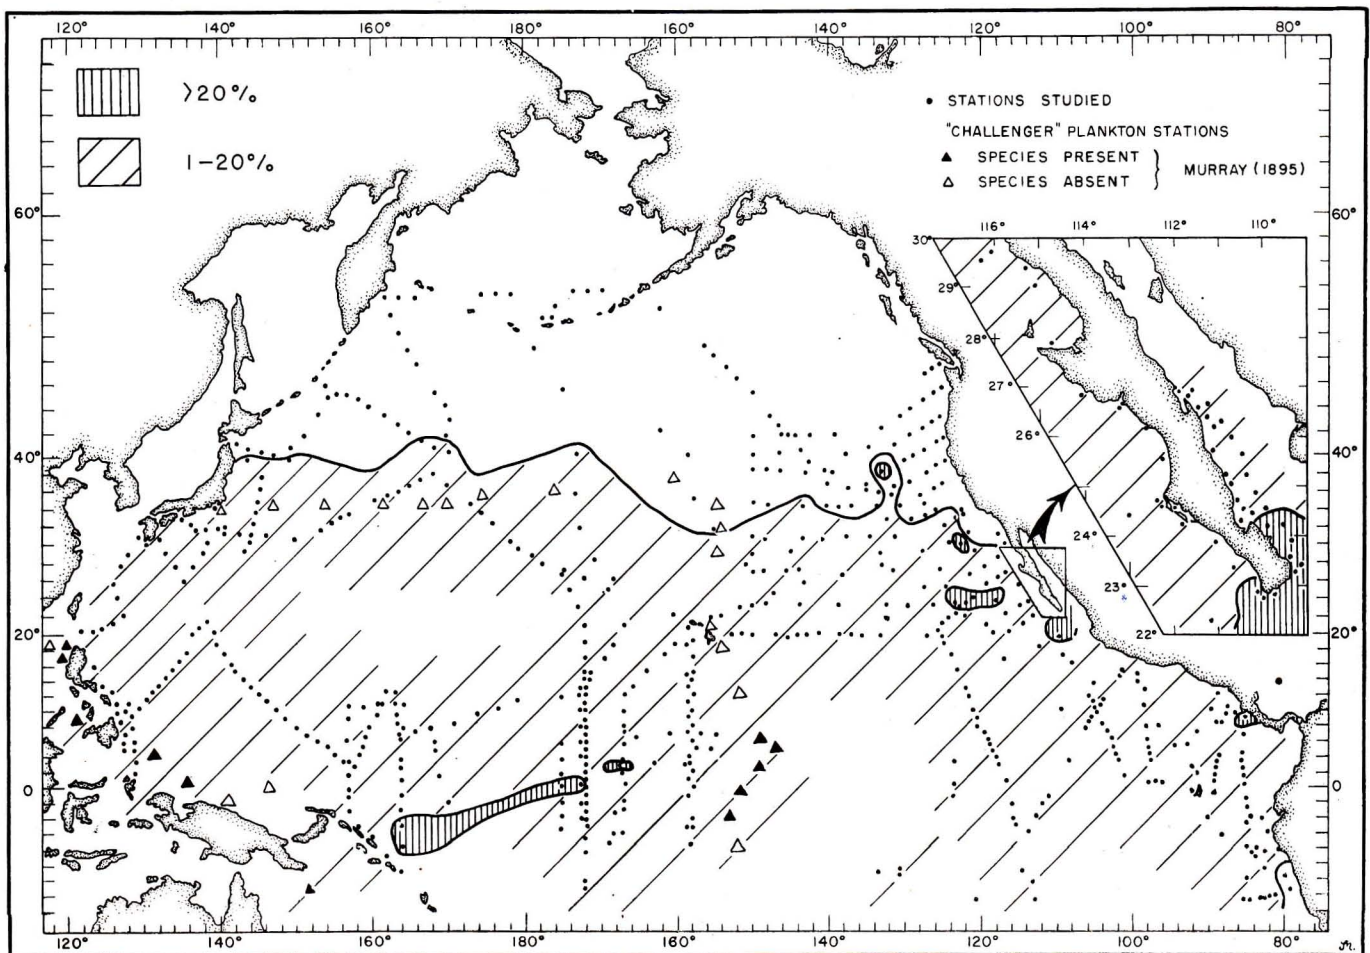 120° 140° 160° 180° 160° 140° 120° 100° 80°
>20%
1–20%
• STATIONS STUDIED
"CHALLENGER" PLANKTON STATIONS
▲ SPECIES PRESENT
△ SPECIES ABSENT
} MURRAY (1895)
60° 60°
116° 114° 112° 110°
30°
29°
28°
27°
26°
24°
23°
22°
40° 40°
20° 20°
0 0
120° 140° 160° 180° 160° 140° 120° 100° 80°